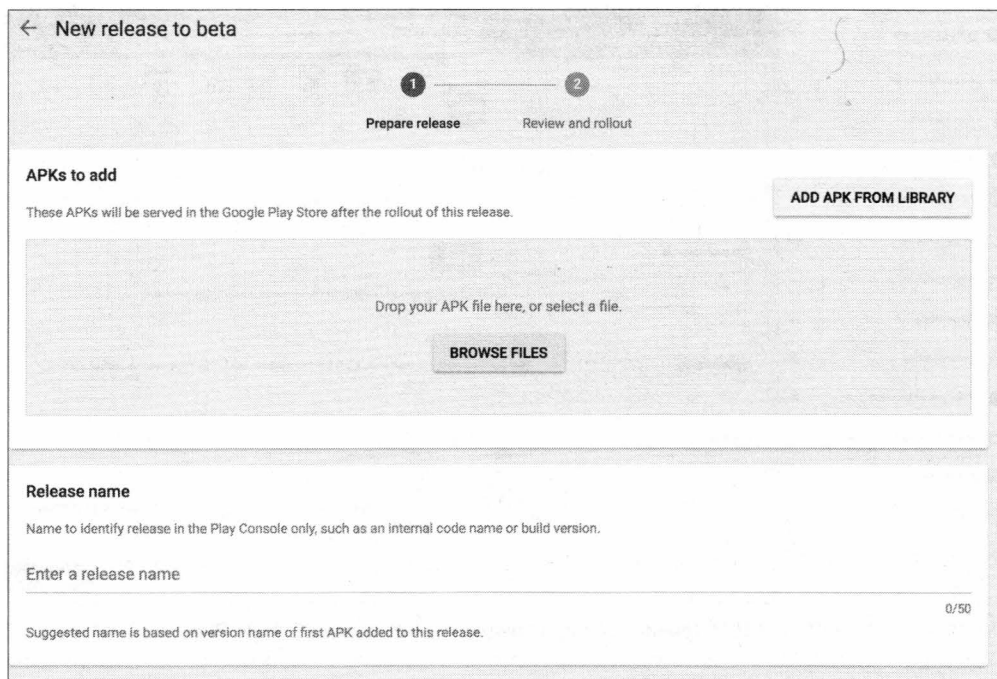 ← New release to beta
1 2
Prepare release Review and rollout
APKs to add
ADD APK FROM LIBRARY
These APKs will be served in the Google Play Store after the rollout of this release.
Drop your APK file here, or select a file.
BROWSE FILES
Release name
Name to identify release in the Play Console only, such as an internal code name or build version.
Enter a release name
0/50
Suggested name is based on version name of first APK added to this release.